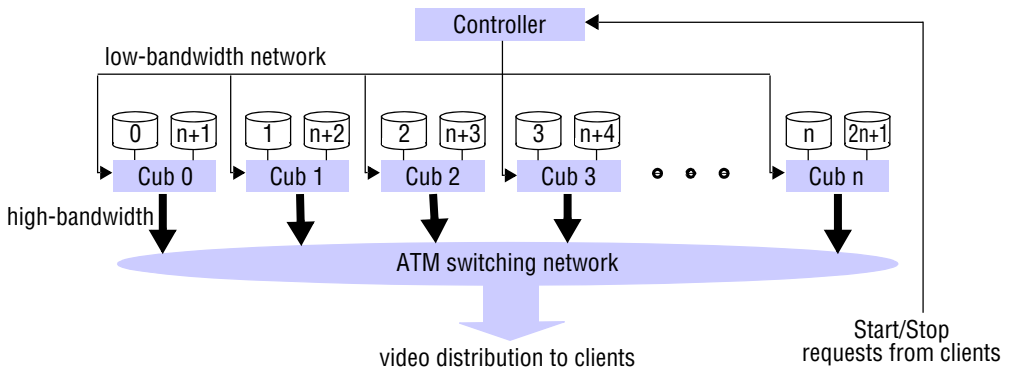 Controller
low-bandwidth network
0 n+1 1 n+2 2 n+3 3 n+4 n 2n+1
Cub 0 Cub 1 Cub 2 Cub 3 Cub n
high-bandwidth
ATM switching network
Start/Stop
requests from clients
video distribution to clients